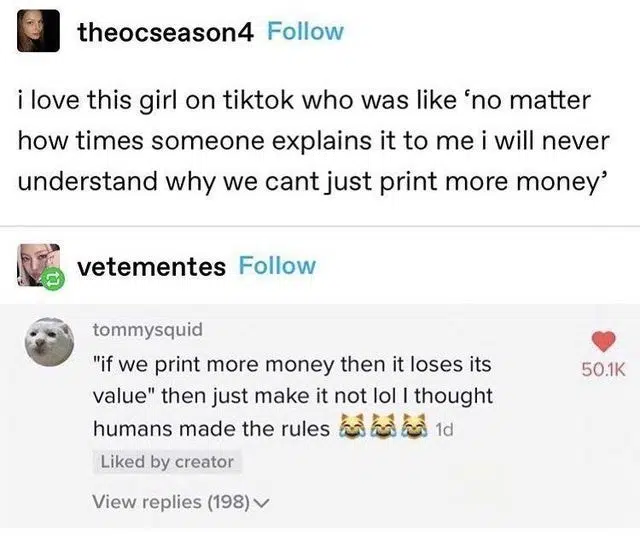 theocseason4 Follow
i love this girl on tiktok who was like ‘no matter
how times someone explains it to me i will never
understand why we cant just print more money’
vetementes Follow
tommysquid
"if we print more money then it loses its
value" then just make it not lol I thought
humans made the rules 😹😹😹 1d
50.1K
Liked by creator
View replies (198)